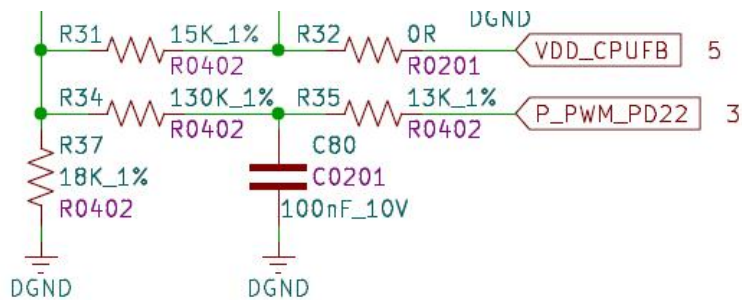 DGND
R31 15K_1% R32 0R VDD_CPUFB 5
R0402 R0201
R34 130K_1% R35 13K_1% P_PWM_PD22 3
R0402 R0402
R37 C80
18K_1% C0201
R0402 100nF_10V
DGND DGND